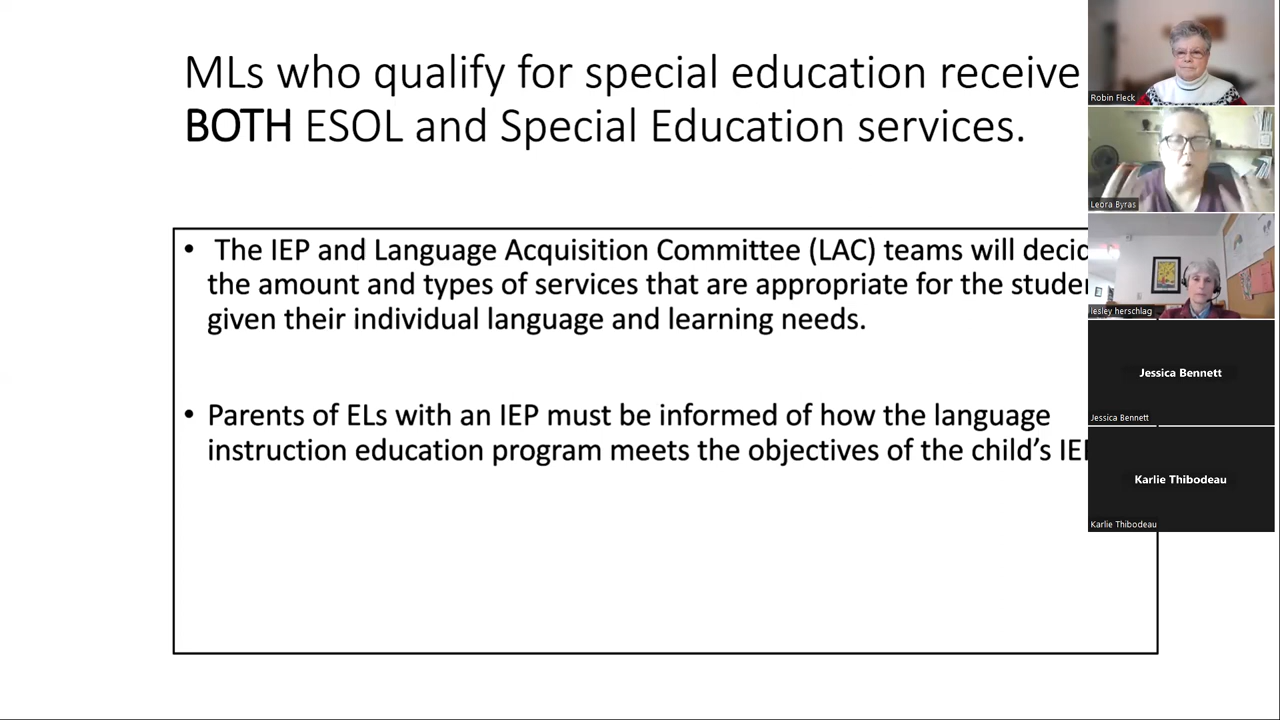 MLs who qualify for special education receive
BOTH ESOL and Special Education services.
• The IEP and Language Acquisition Committee (LAC) teams will decid
the amount and types of services that are appropriate for the studen
given their individual language and learning needs.
• Parents of ELs with an IEP must be informed of how the language
instruction education program meets the objectives of the child’s IEP
Robin Fleck
Leora Byras
lesley herschlag
Jessica Bennett
Jessica Bennett
Karlie Thibodeau
Karlie Thibodeau